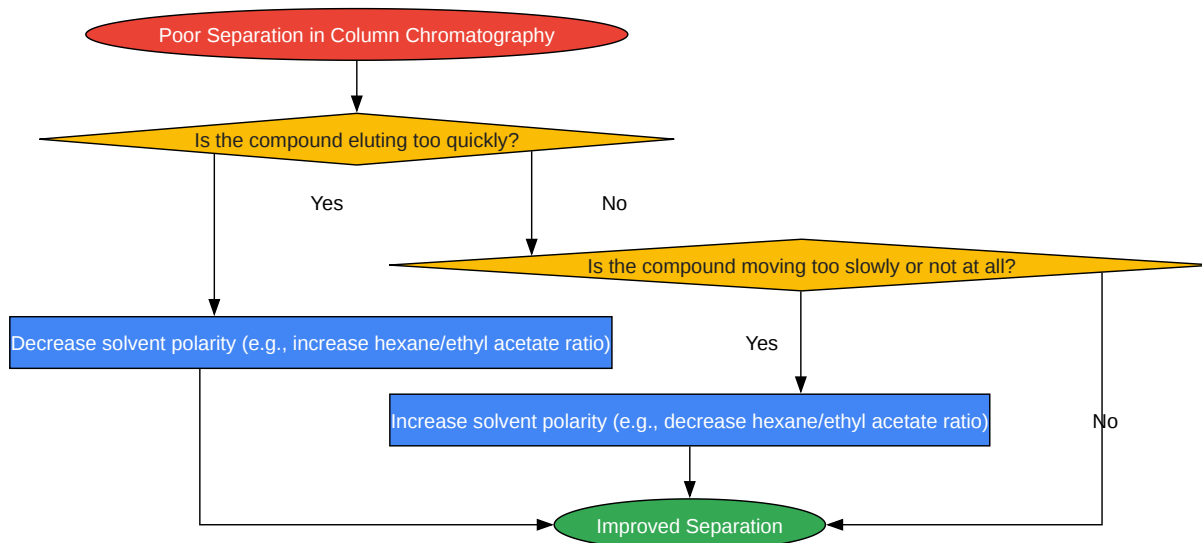 Poor Separation in Column Chromatography
Is the compound eluting too quickly?
Yes
No
Is the compound moving too slowly or not at all?
Decrease solvent polarity (e.g., increase hexane/ethyl acetate ratio)
Yes
Increase solvent polarity (e.g., decrease hexane/ethyl acetate ratio)
No
Improved Separation